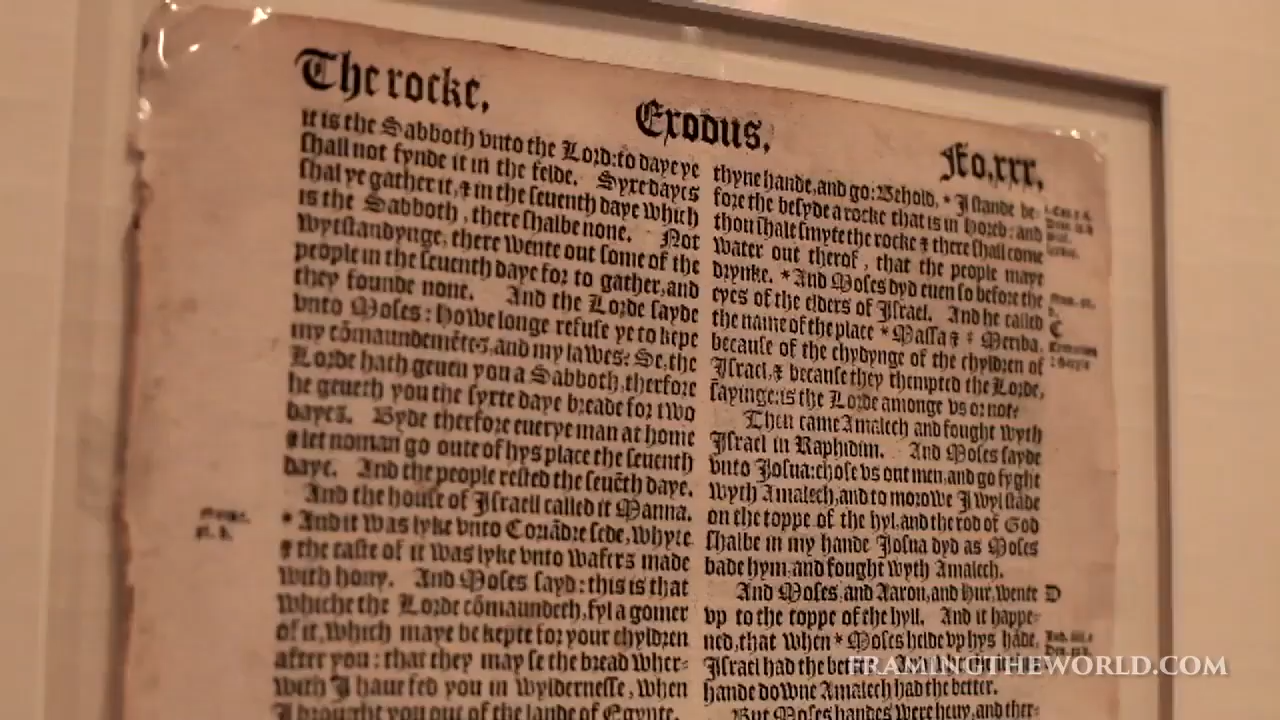 The rocke.
Exodus.
Fo.xxx.
it is the Sabboth vnto the Lord: to daye ye
shall not fynde it in the felde. Syxe dayes
shal ye gather it, & in the seuenth daye which
is the Sabboth, there shalbe none. Not
wytstandynge, there wente out some of the
people in the seuenth daye for to gather, and
they founde none. And the Lorde sayde
vnto Moses: howe longe refuse ye to kepe
my cõmaundemẽtes, and my lawes? Se, the
Lorde hath geuen you a Sabboth, therfore
he geueth you the syxte daye breade for two
dayes. Byde therfore euerye man at home
& let noman go oute of hys place the seuenth
daye. And the people rested the seuẽth daye.
And the house of Israell called it Manna.
* And it was lyke vnto Coriãdre sede, whyte
& the taste of it was lyke vnto wafers made
with hony. And Moses sayd: this is that
whiche the Lorde cõmaundeth, fyl a gomer
of it, which maye be kepte for your chyldren
after you: that they may se the bread wher=
with I haue fed you in wyldernesse, when
I brought you out of the lande of Egypte.
thyne hande, and go: Behold, * I stande be=
fore the besyde a rocke that is in Horeb: and
thou shalt smyte the rocke & there shall come
water out therof, that the people maye
drynke. * And Moses dyd euen so before the
eyes of the elders of Israel. And he called
the name of the place * Massa & * Meriba.
because of the chydynge of the chyldren of
Israel, & because they thempted the Lorde,
sayinge: is the Lorde amonge vs or not?
Then came Amalech and fought wyth
Israel in Raphidim. And Moses sayde
vnto Josua: chose vs out men, and go fyght
wyth Amalech, and to morowe I wyl stãde
on the toppe of the hyl, and the rod of God
shalbe in my hande Josua dyd as Moses
bade hym, and fought wyth Amalech.
And Moses, and Aaron, and Hur, wente
vp to the toppe of the hyll. And it happe=
ned, that when * Moses helde vp hys hãde,
Israel had the better.
hande downe Amalech had the better.
But Moses handes were heuy, and ther=
C
D
FRAMINGTHEWORLD.COM